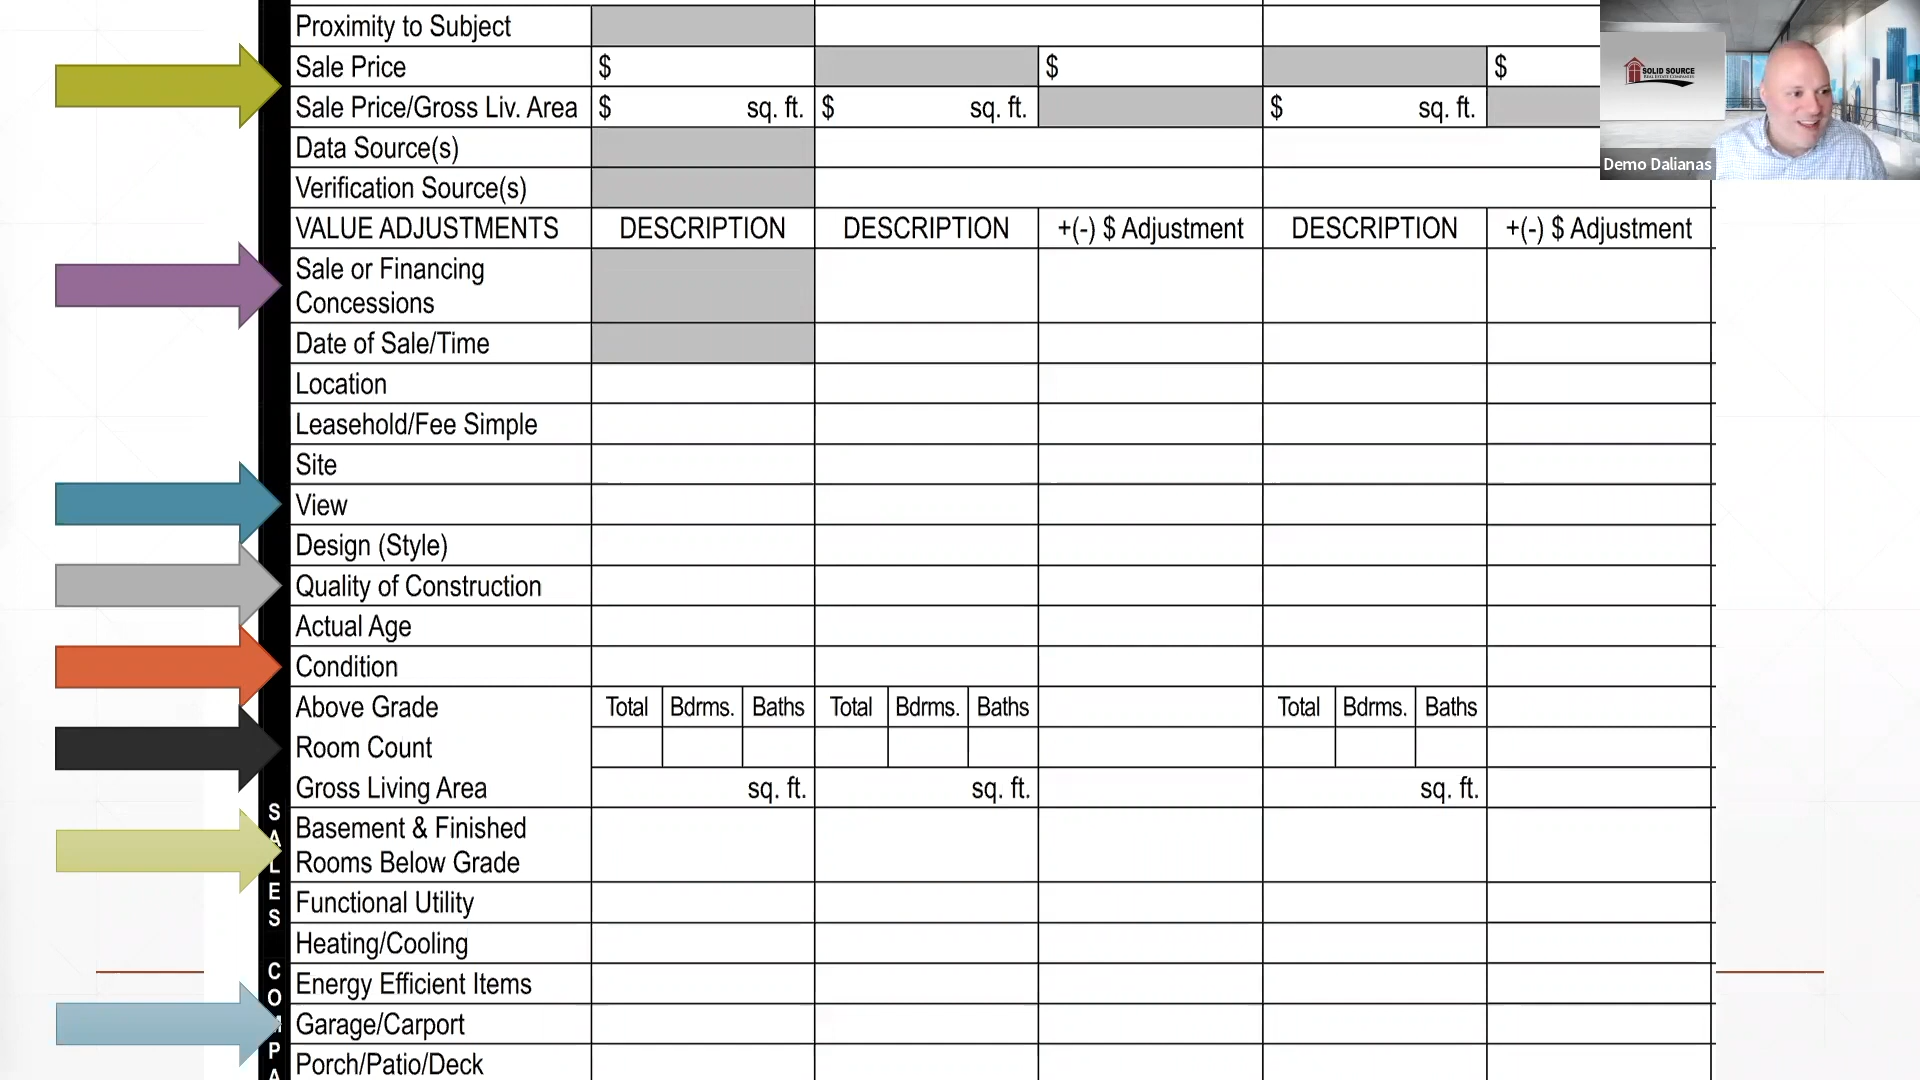 Proximity to Subject
Sale Price $ $ $
Sale Price/Gross Liv. Area $ sq. ft. $ sq. ft. $ sq. ft.
Data Source(s)
Verification Source(s)
VALUE ADJUSTMENTS DESCRIPTION DESCRIPTION +(-) $ Adjustment DESCRIPTION +(-) $ Adjustment
Sale or Financing
Concessions
Date of Sale/Time
Location
Leasehold/Fee Simple
Site
View
Design (Style)
Quality of Construction
Actual Age
Condition
Above Grade Total Bdrms. Baths Total Bdrms. Baths Total Bdrms. Baths
Room Count
Gross Living Area sq. ft. sq. ft. sq. ft.
Basement & Finished
Rooms Below Grade
Functional Utility
Heating/Cooling
Energy Efficient Items
Garage/Carport
Porch/Patio/Deck
SALES COMPA
SOLID SOURCE
REAL ESTATE COMPANIES
Demo Dalianas